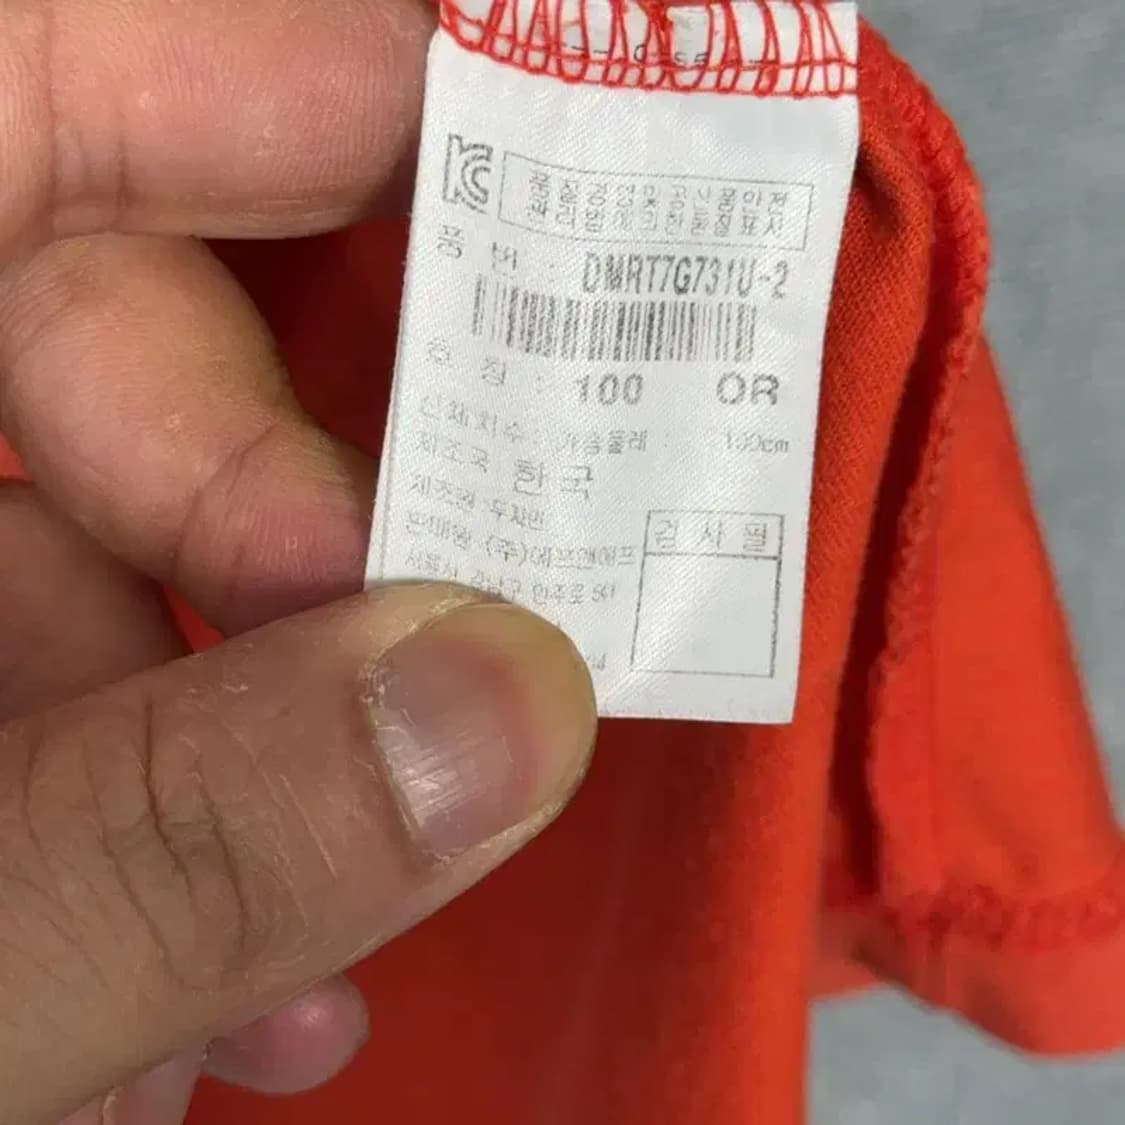 KC
품질경영및공산품안전
관리법에의한품질표시
품 번 : DMRT7G731U-2
호 칭 : 100 OR
신체치수 : 가슴둘레 : 100cm
제조국 한국
제조원
판매원 (주)에프앤에프
서울시 강남구 언주로 541
검 사 필